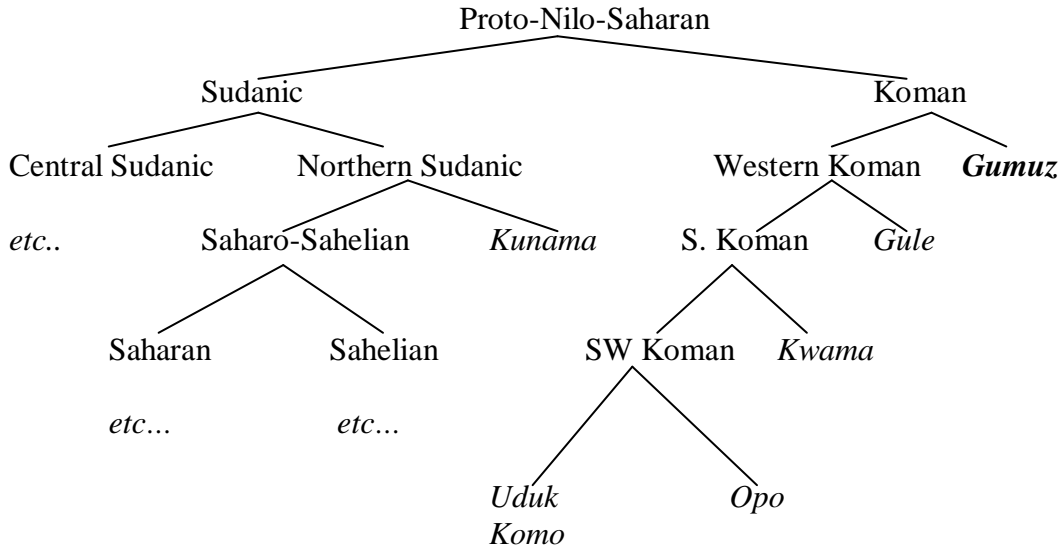 Proto-Nilo-Saharan
Sudanic Koman
Central Sudanic Northern Sudanic Western Koman Gumuz
etc.. Saharo-Sahelian Kunama S. Koman Gule
Saharan Sahelian SW Koman Kwama
etc… etc…
Uduk Opo
Komo